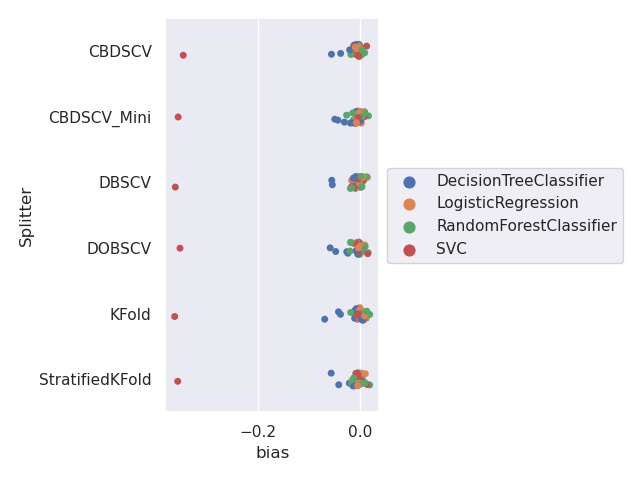 CBDSCV
CBDSCV_Mini
DBSCV
DOBSCV
KFold
StratifiedKFold
Splitter
−0.2
0.0
bias
DecisionTreeClassifier
LogisticRegression
RandomForestClassifier
SVC